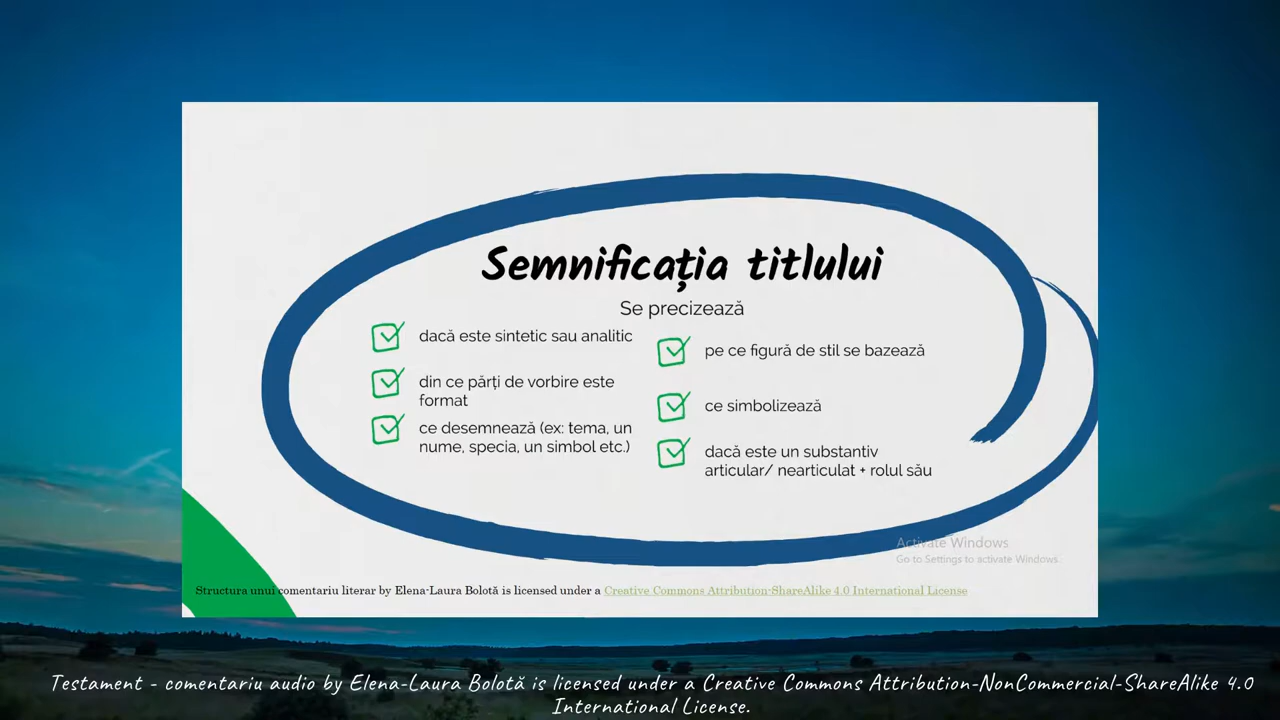 Semnificația titlului
Se precizează
dacă este sintetic sau analitic
din ce părți de vorbire este
format
ce desemnează (ex: tema, un
nume, specia, un simbol etc.)
pe ce figură de stil se bazează
ce simbolizează
dacă este un substantiv
articular/ nearticulat + rolul său
Activate Windows
Go to Settings to activate Windows.
Structura unui comentariu literar by Elena-Laura Bolotă is licensed under a Creative Commons Attribution-ShareAlike 4.0 International License
Testament - comentariu audio by Elena-Laura Bolotă is licensed under a Creative Commons Attribution-NonCommercial-ShareAlike 4.0
International License.